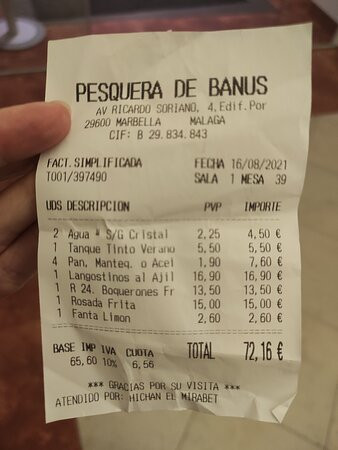 PESQUERA DE BANUS
AV RICARDO SORIANO, 4,Edif.Por
29600 MARBELLA MALAGA
CIF: B 29.834.843
FACT.SIMPLIFICADA FECHA 16/08/2021
T001/397490 SALA 1 MESA 39
UDS DESCRIPCION PVP IMPORTE
2 Agua * S/G Cristal 2,25 4,50 €
1 Tanque Tinto Verano 5,50 5,50 €
4 Pan, Manteq. o Acei 1,90 7,60 €
1 Langostinos al Ajil 16,90 16,90 €
1 R 24. Boquerones Fr 13,50 13,50 €
1 Rosada Frita 15,00 15,00 €
1 Fanta Limon 2,60 2,60 €
BASE IMP IVA CUOTA TOTAL 72,16 €
65,60 10% 6,56
*** GRACIAS POR SU VISITA ***
ATENDIDO POR: HICHAN EL MIRABET